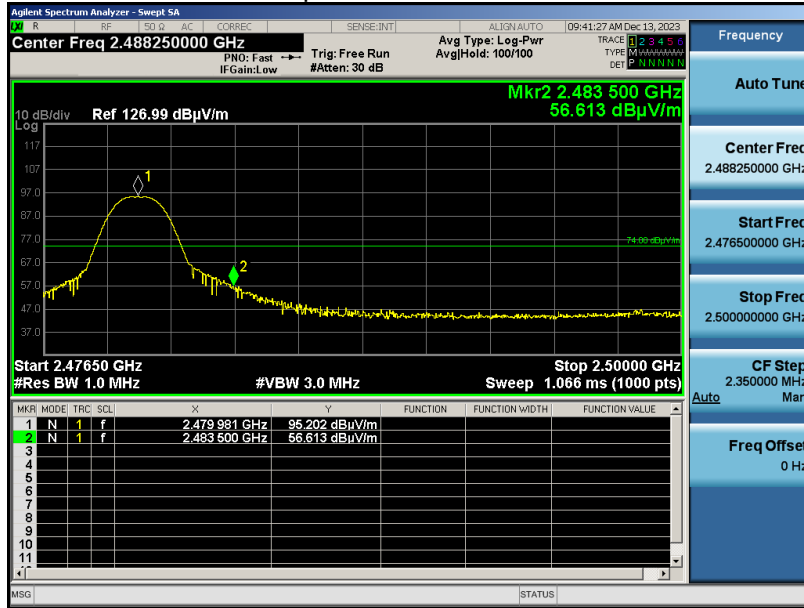 Agilent Spectrum Analyzer - Swept SA
LXI R RF 50 Ω AC CORREC SENSE:INT ALIGN AUTO 09:41:27 AM Dec 13, 2023
Center Freq 2.488250000 GHz
PNO: Fast
IFGain:Low
Trig: Free Run
#Atten: 30 dB
Avg Type: Log-Pwr
Avg|Hold: 100/100
TRACE 1 2 3 4 5 6
TYPE M
DET P N N N N N
Mkr2 2.483 500 GHz
56.613 dBµV/m
10 dB/div Ref 126.99 dBµV/m
Log
117
107
97.0
87.0
77.0
67.0
57.0
47.0
37.0
1
2
74.00 dBµV/m
Start 2.47650 GHz Stop 2.50000 GHz
#Res BW 1.0 MHz #VBW 3.0 MHz Sweep 1.066 ms (1000 pts)
MKR MODE TRC SCL X Y FUNCTION FUNCTION WIDTH FUNCTION VALUE
1 N 1 f 2.479 981 GHz 95.202 dBµV/m
2 N 1 f 2.483 500 GHz 56.613 dBµV/m
3
4
5
6
7
8
9
10
11
MSG STATUS
Frequency
Auto Tune
Center Freq
2.488250000 GHz
Start Freq
2.476500000 GHz
Stop Freq
2.500000000 GHz
CF Step
2.350000 MHz
Auto Man
Freq Offset
0 Hz